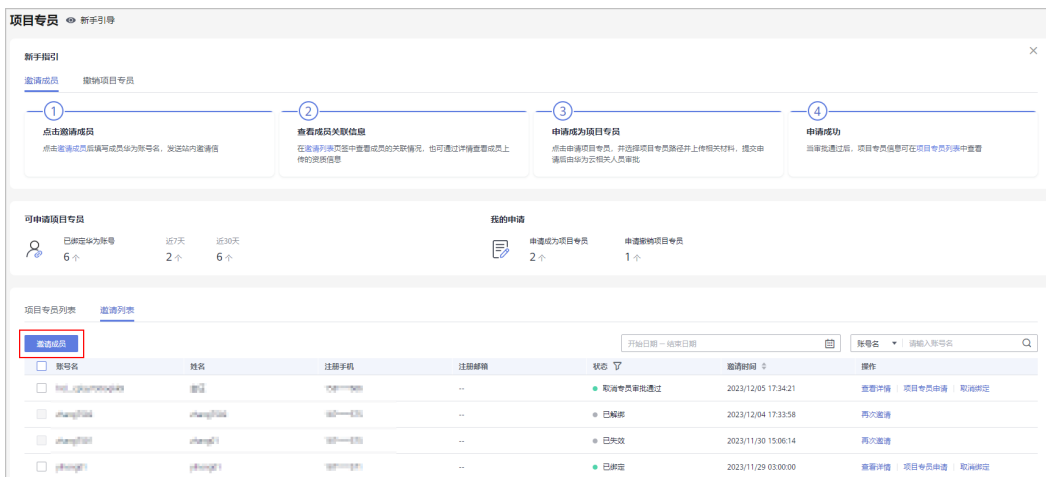 项目专员 新手引导
新手指引
邀请成员 撤销项目专员
1 2 3 4
点击邀请成员
点击邀请成员后填写成员华为账号名，发送站内邀请信
查看成员关联信息
在邀请列表页签中查看成员的关联情况，也可通过详情查看成员上
传的资质信息
申请成为项目专员
点击申请项目专员，并选择项目专员路径并上传相关材料，提交申
请后由华为云相关人员审批
申请成功
当审批通过后，项目专员信息可在项目专员列表中查看
可申请项目专员
已绑定华为账号 近7天 近30天
6 个 2 个 6 个
我的申请
申请成为项目专员 申请撤销项目专员
2 个 1 个
项目专员列表 邀请列表
邀请成员 开始日期 – 结束日期 账号名 请输入账号名
账号名 姓名 注册手机 注册邮箱 状态 邀请时间 操作
-- 取消专员审批通过 2023/12/05 17:34:21 查看详情 项目专员申请 取消绑定
-- 已解绑 2023/12/04 17:33:58 再次邀请
-- 已失效 2023/11/30 15:06:14 再次邀请
-- 已绑定 2023/11/29 03:00:00 查看详情 项目专员申请 取消绑定